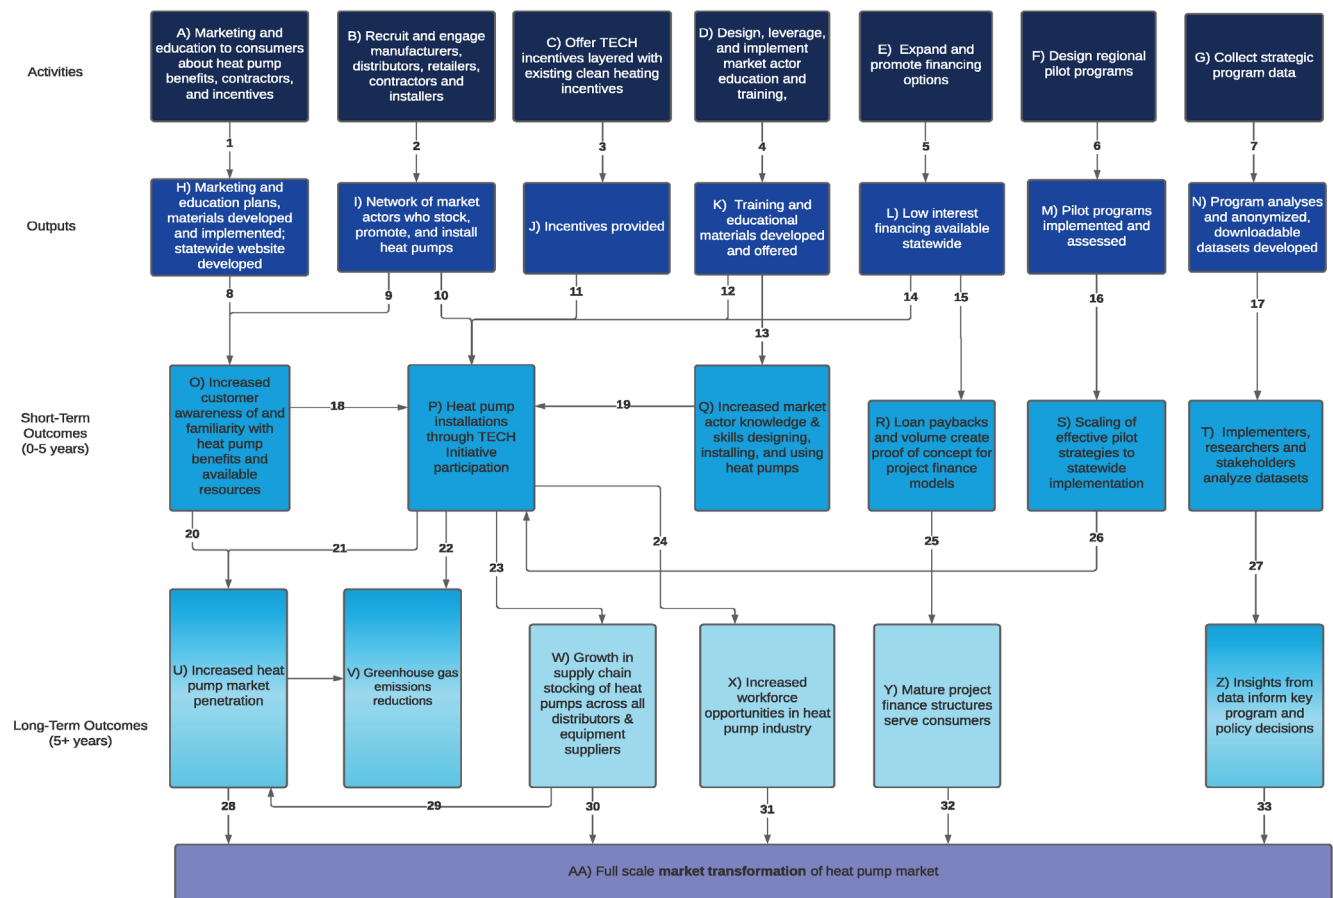 Activities
A) Marketing and
education to consumers
about heat pump
benefits, contractors,
and incentives
B) Recruit and engage
manufacturers,
distributors, retailers,
contractors and
installers
C) Offer TECH
incentives layered with
existing clean heating
incentives
D) Design, leverage,
and implement
market actor
education and
training,
E) Expand and
promote financing
options
F) Design regional
pilot programs
G) Collect strategic
program data
1
2
3
4
5
6
7
Outputs
H) Marketing and
education plans,
materials developed
and implemented;
statewide website
developed
I) Network of market
actors who stock,
promote, and install
heat pumps
J) Incentives provided
K) Training and
educational
materials developed
and offered
L) Low interest
financing available
statewide
M) Pilot programs
implemented and
assessed
N) Program analyses
and anonymized,
downloadable
datasets developed
8
9
10
11
12
13
14
15
16
17
Short-Term
Outcomes
(0-5 years)
O) Increased
customer
awareness of and
familiarity with
heat pump
benefits and
available
resources
18
P) Heat pump
installations
through TECH
Initiative
participation
19
Q) Increased market
actor knowledge &
skills designing,
installing, and using
heat pumps
R) Loan paybacks
and volume create
proof of concept for
project finance
models
S) Scaling of
effective pilot
strategies to
statewide
implementation
T) Implementers,
researchers and
stakeholders
analyze datasets
20
21
22
23
24
25
26
27
Long-Term Outcomes
(5+ years)
U) Increased heat
pump market
penetration
V) Greenhouse gas
emissions
reductions
W) Growth in
supply chain
stocking of heat
pumps across all
distributors &
equipment
suppliers
X) Increased
workforce
opportunities in heat
pump industry
Y) Mature project
finance structures
serve consumers
Z) Insights from
data inform key
program and
policy decisions
28
29
30
31
32
33
AA) Full scale market transformation of heat pump market